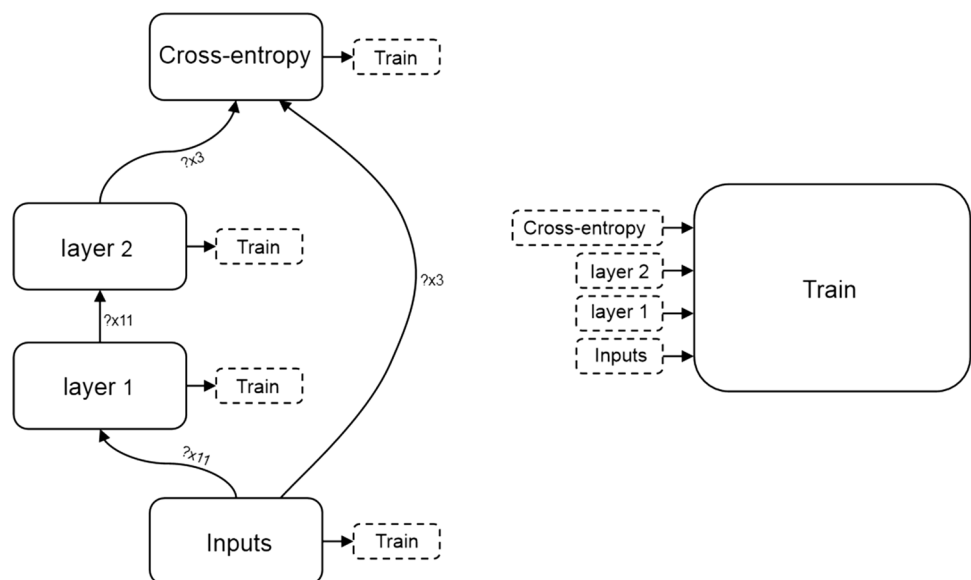 Cross-entropy
Train
?x3
layer 2
Train
?x3
?x11
layer 1
Train
?x11
Inputs
Train
Cross-entropy
layer 2
layer 1
Inputs
Train